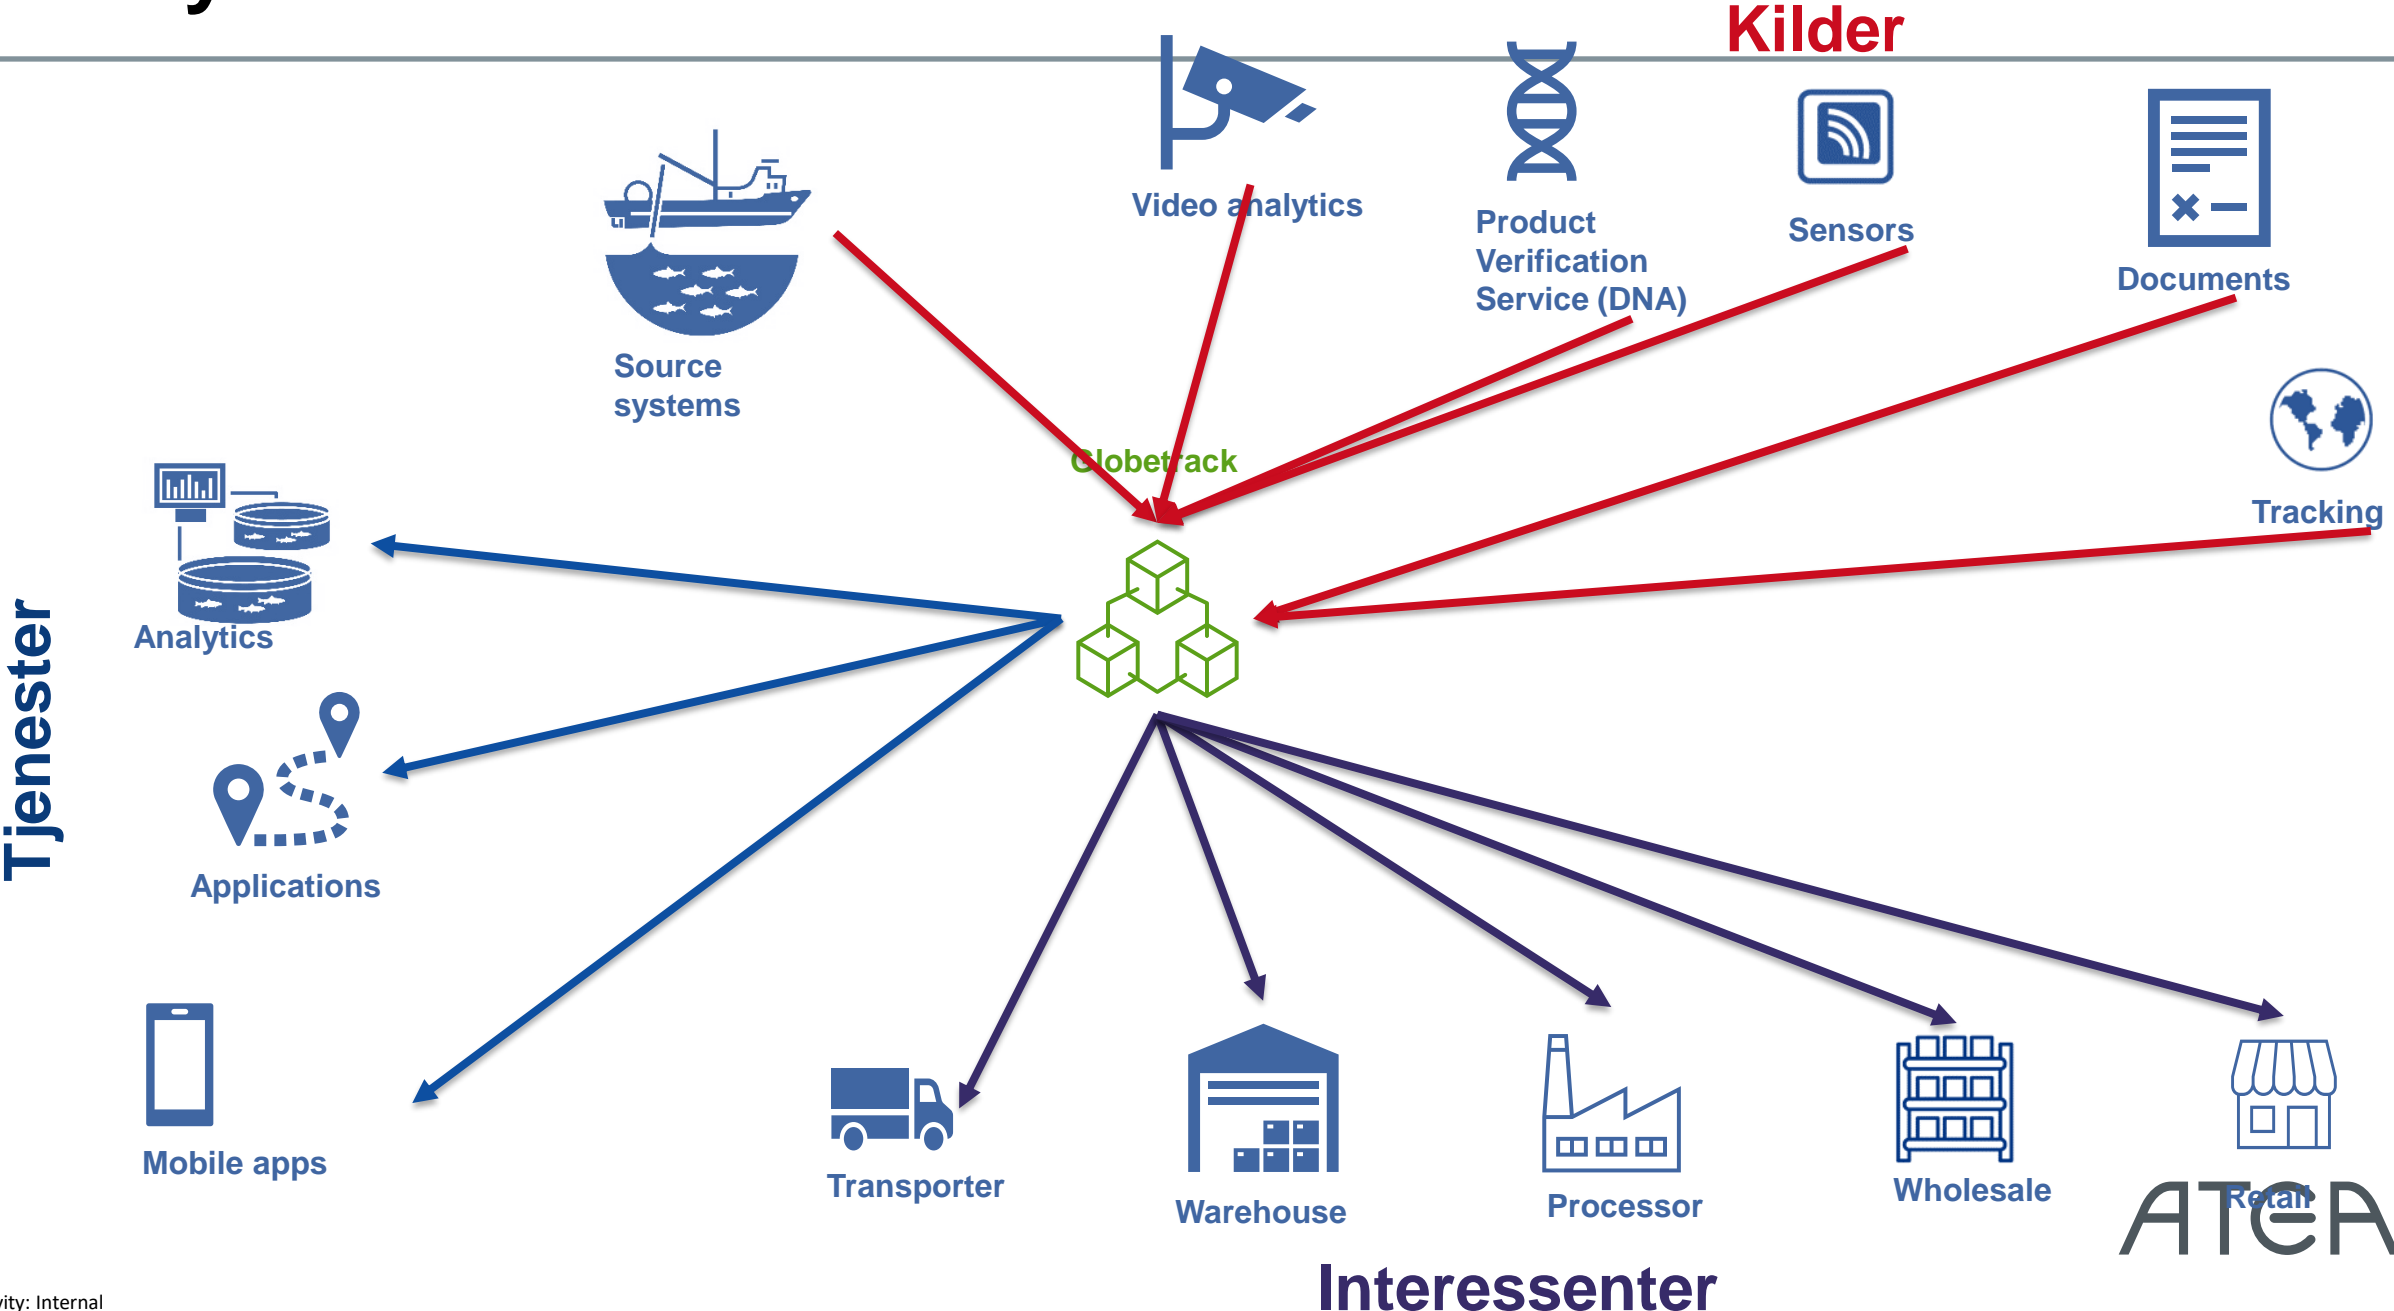 Kilder
Video analytics
Product
Verification
Service (DNA)
Sensors
Documents
Source
systems
Globetrack
Tracking
Tjenester
Analytics
Applications
Mobile apps
Transporter
Warehouse
Processor
Wholesale
Retail
ATEA
Interessenter
Internal